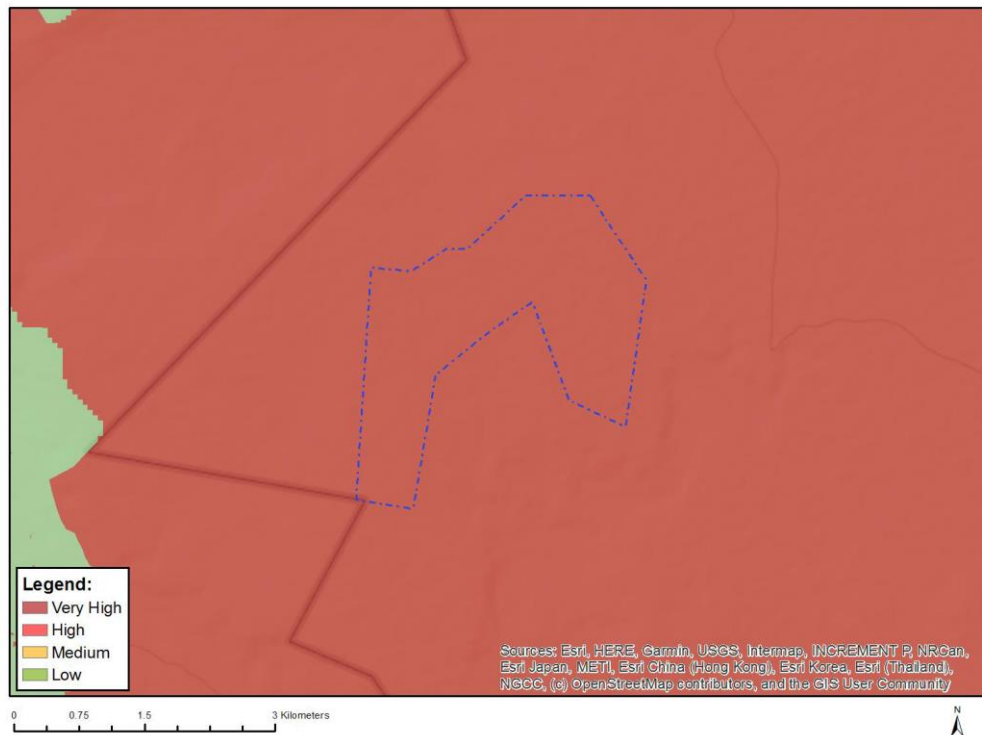 Legend:
Very High
High
Medium
Low
Sources: Esri, HERE, Garmin, USGS, Intermap, INCREMENT P, NRCan,
Esri Japan, METI, Esri China (Hong Kong), Esri Korea, Esri (Thailand),
NGCC, (c) OpenStreetMap contributors, and the GIS User Community
0 0.75 1.5 3 Kilometers
N